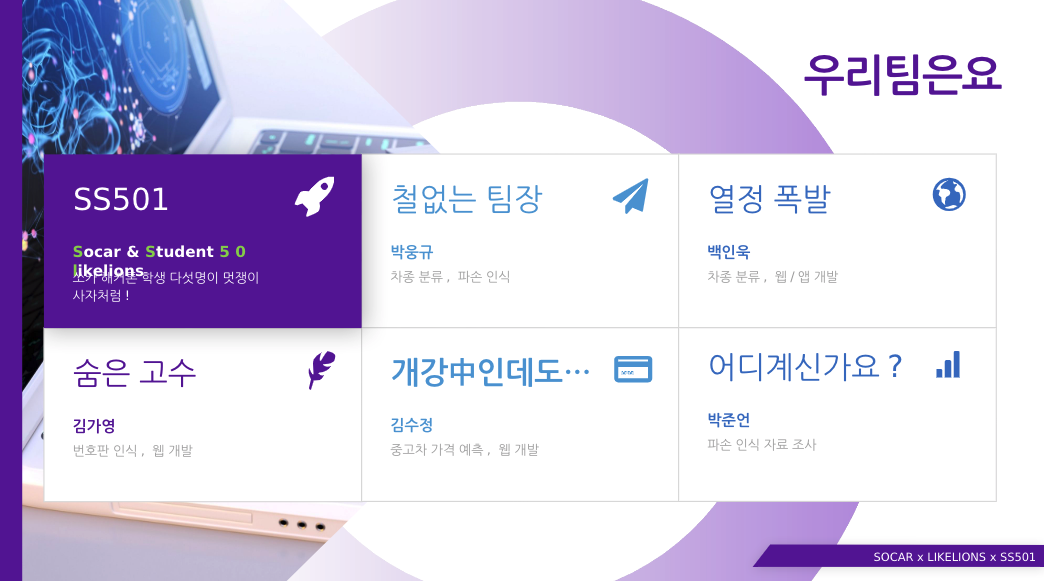 우리팀은요
SS501
Socar & Student 5 0
likelions
쏘카 해커톤 학생 다섯명이 멋쟁이
사자처럼 !
철없는 팀장
박웅규
차종 분류 , 파손 인식
열정 폭발
백인욱
차종 분류 , 웹 / 앱 개발
숨은 고수
김가영
번호판 인식 , 웹 개발
개강中인데도…
김수정
중고차 가격 예측 , 웹 개발
어디계신가요 ?
박준언
파손 인식 자료 조사
SOCAR x LIKELIONS x SS501